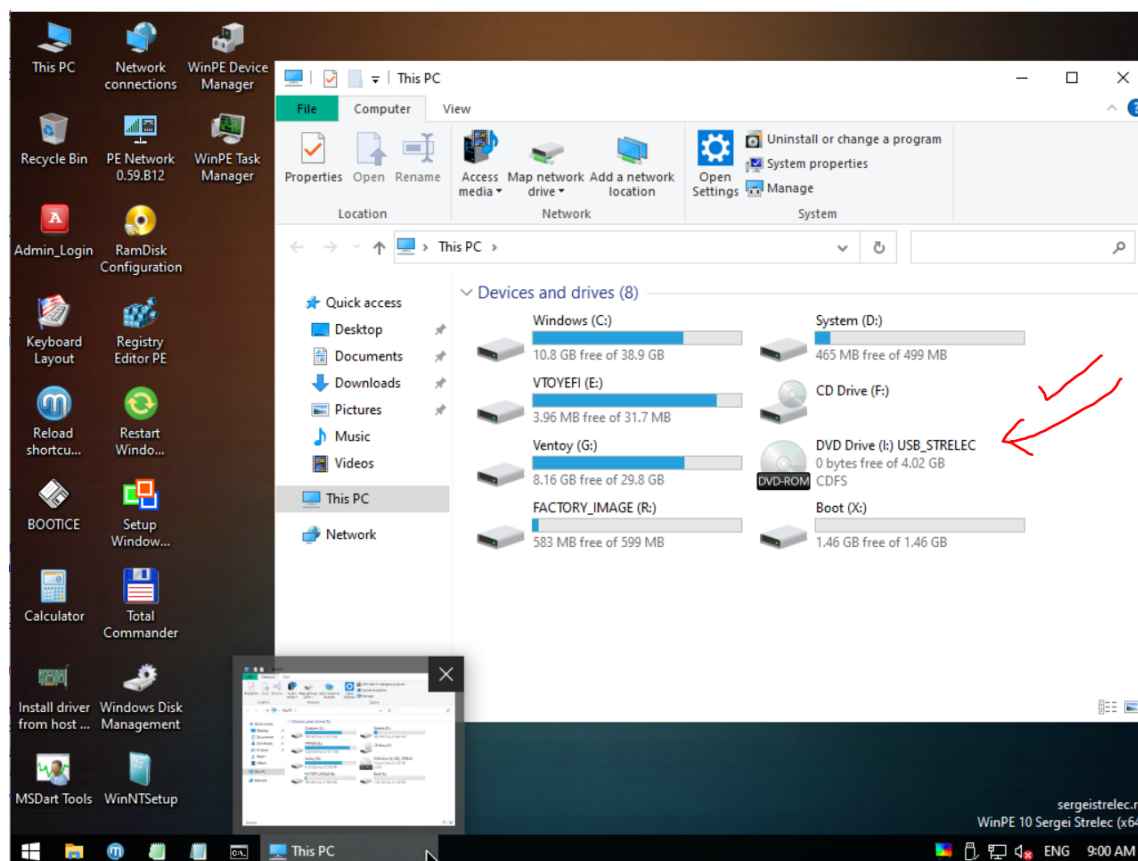 This PC
Network connections
WinPE Device Manager
Recycle Bin
PE Network 0.59.B12
WinPE Task Manager
Admin_Login
RamDisk Configuration
Keyboard Layout
Registry Editor PE
Reload shortcu...
Restart Windo...
BOOTICE
Setup Window...
Calculator
Total Commander
Install driver from host ...
Windows Disk Management
MSDart Tools
WinNTSetup
This PC
File
Computer
View
Properties
Open
Rename
Access media
Map network drive
Add a network location
Open Settings
Uninstall or change a program
System properties
Manage
Location
Network
System
This PC
Quick access
Desktop
Documents
Downloads
Pictures
Music
Videos
This PC
Network
Devices and drives (8)
Windows (C:)
10.8 GB free of 38.9 GB
System (D:)
465 MB free of 499 MB
VTOYEFI (E:)
3.96 MB free of 31.7 MB
CD Drive (F:)
Ventoy (G:)
8.16 GB free of 29.8 GB
DVD Drive (I:) USB_STRELEC
0 bytes free of 4.02 GB
CDFS
DVD-ROM
FACTORY_IMAGE (R:)
583 MB free of 599 MB
Boot (X:)
1.46 GB free of 1.46 GB
sergeistrelec.r
WinPE 10 Sergei Strelec (x64
This PC
ENG
9:00 AM